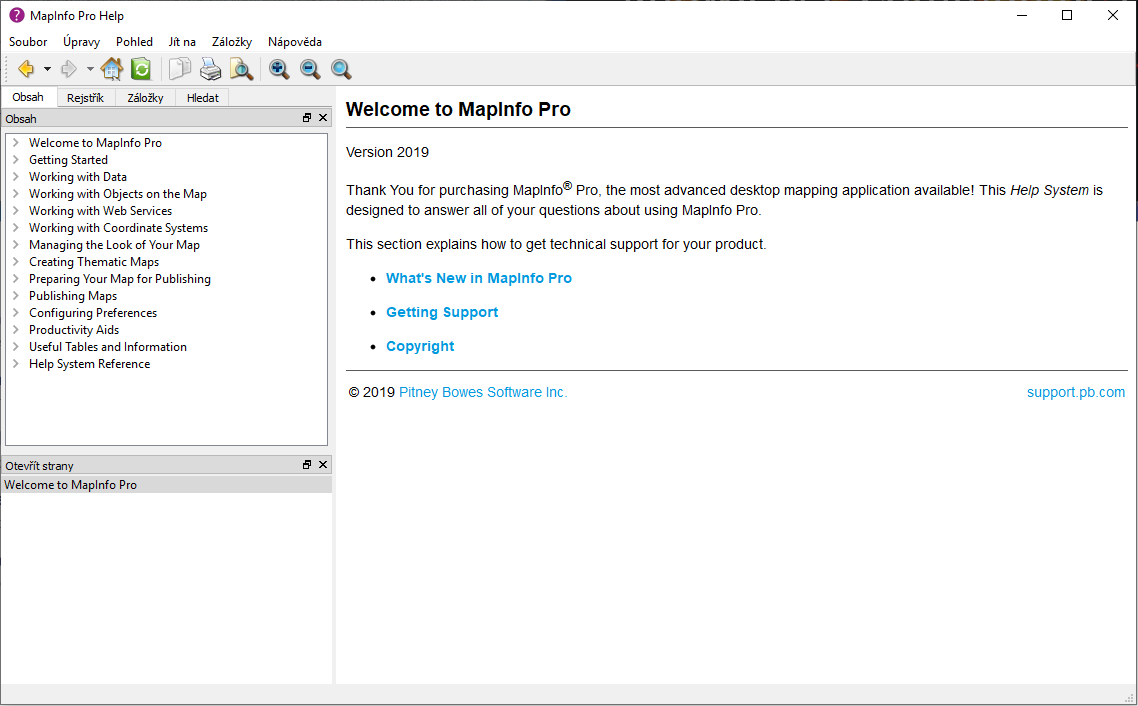 MapInfo Pro Help
Soubor Úpravy Pohled Jít na Záložky Nápověda
Obsah Rejstřík Záložky Hledat
Obsah
Welcome to MapInfo Pro
Getting Started
Working with Data
Working with Objects on the Map
Working with Web Services
Working with Coordinate Systems
Managing the Look of Your Map
Creating Thematic Maps
Preparing Your Map for Publishing
Publishing Maps
Configuring Preferences
Productivity Aids
Useful Tables and Information
Help System Reference
Otevřít strany
Welcome to MapInfo Pro
Welcome to MapInfo Pro
Version 2019
Thank You for purchasing MapInfo® Pro, the most advanced desktop mapping application available! This Help System is
designed to answer all of your questions about using MapInfo Pro.
This section explains how to get technical support for your product.
• What's New in MapInfo Pro
• Getting Support
• Copyright
© 2019 Pitney Bowes Software Inc. support.pb.com